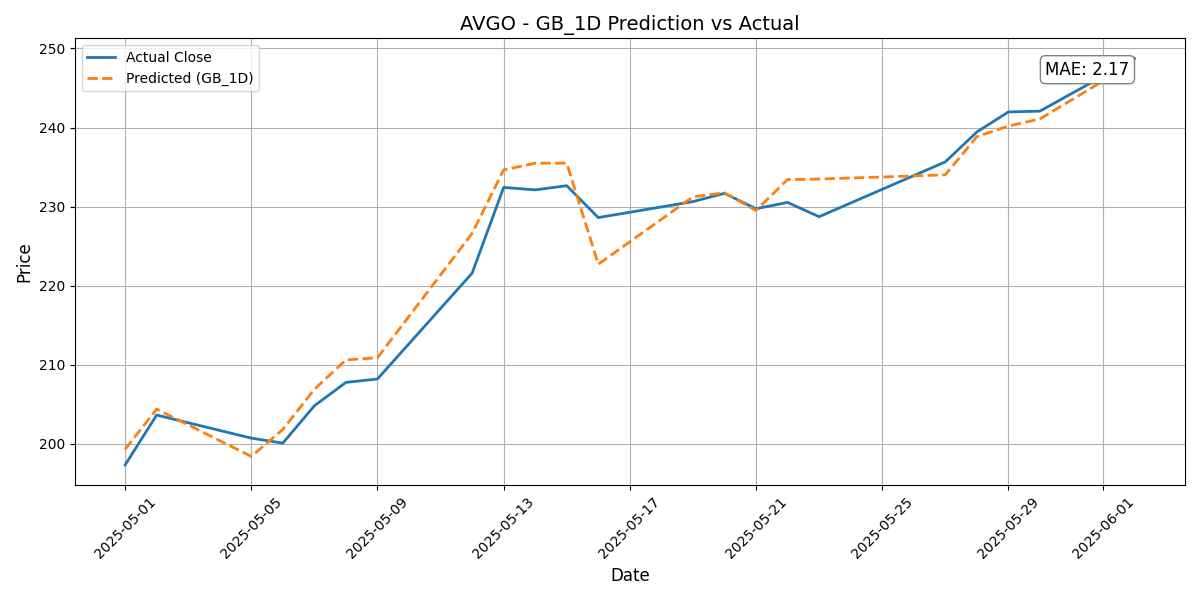 AVGO - GB_1D Prediction vs Actual
Actual Close
Predicted (GB_1D)
MAE: 2.17
Price
250
240
230
220
210
200
2025-05-01
2025-05-05
2025-05-09
2025-05-13
2025-05-17
2025-05-21
2025-05-25
2025-05-29
2025-06-01
Date